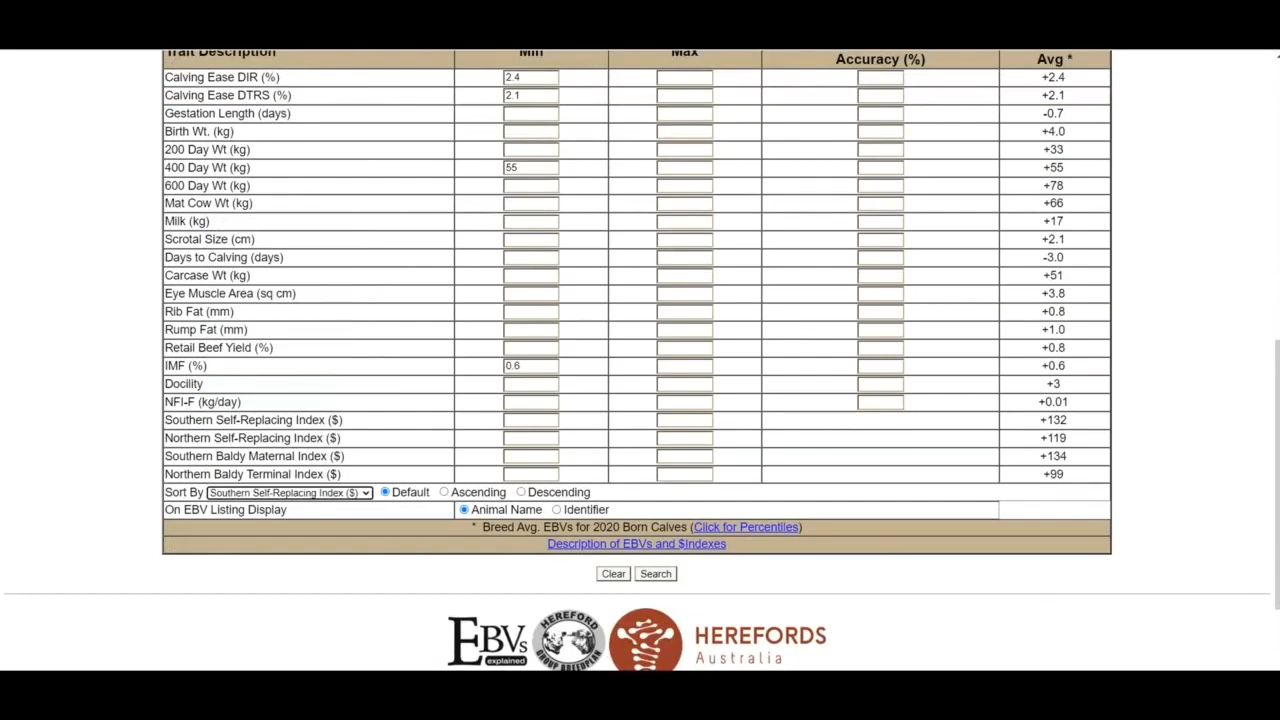 Trait Description Min Max Accuracy (%) Avg *
Calving Ease DIR (%) 2.4 +2.4
Calving Ease DTRS (%) 2.1 +2.1
Gestation Length (days) -0.7
Birth Wt. (kg) +4.0
200 Day Wt (kg) +33
400 Day Wt (kg) 55 +55
600 Day Wt (kg) +78
Mat Cow Wt (kg) +66
Milk (kg) +17
Scrotal Size (cm) +2.1
Days to Calving (days) -3.0
Carcase Wt (kg) +51
Eye Muscle Area (sq cm) +3.8
Rib Fat (mm) +0.8
Rump Fat (mm) +1.0
Retail Beef Yield (%) +0.8
IMF (%) 0.6 +0.6
Docility +3
NFI-F (kg/day) +0.01
Southern Self-Replacing Index ($) +132
Northern Self-Replacing Index ($) +119
Southern Baldy Maternal Index ($) +134
Northern Baldy Terminal Index ($) +99
Sort By Southern Self-Replacing Index ($) Default Ascending Descending
On EBV Listing Display Animal Name Identifier
* Breed Avg. EBVs for 2020 Born Calves (Click for Percentiles)
Description of EBVs and $Indexes
Clear Search
EBVs explained
HEREFORD GROUP BREEDPLAN
HEREFORDS
Australia